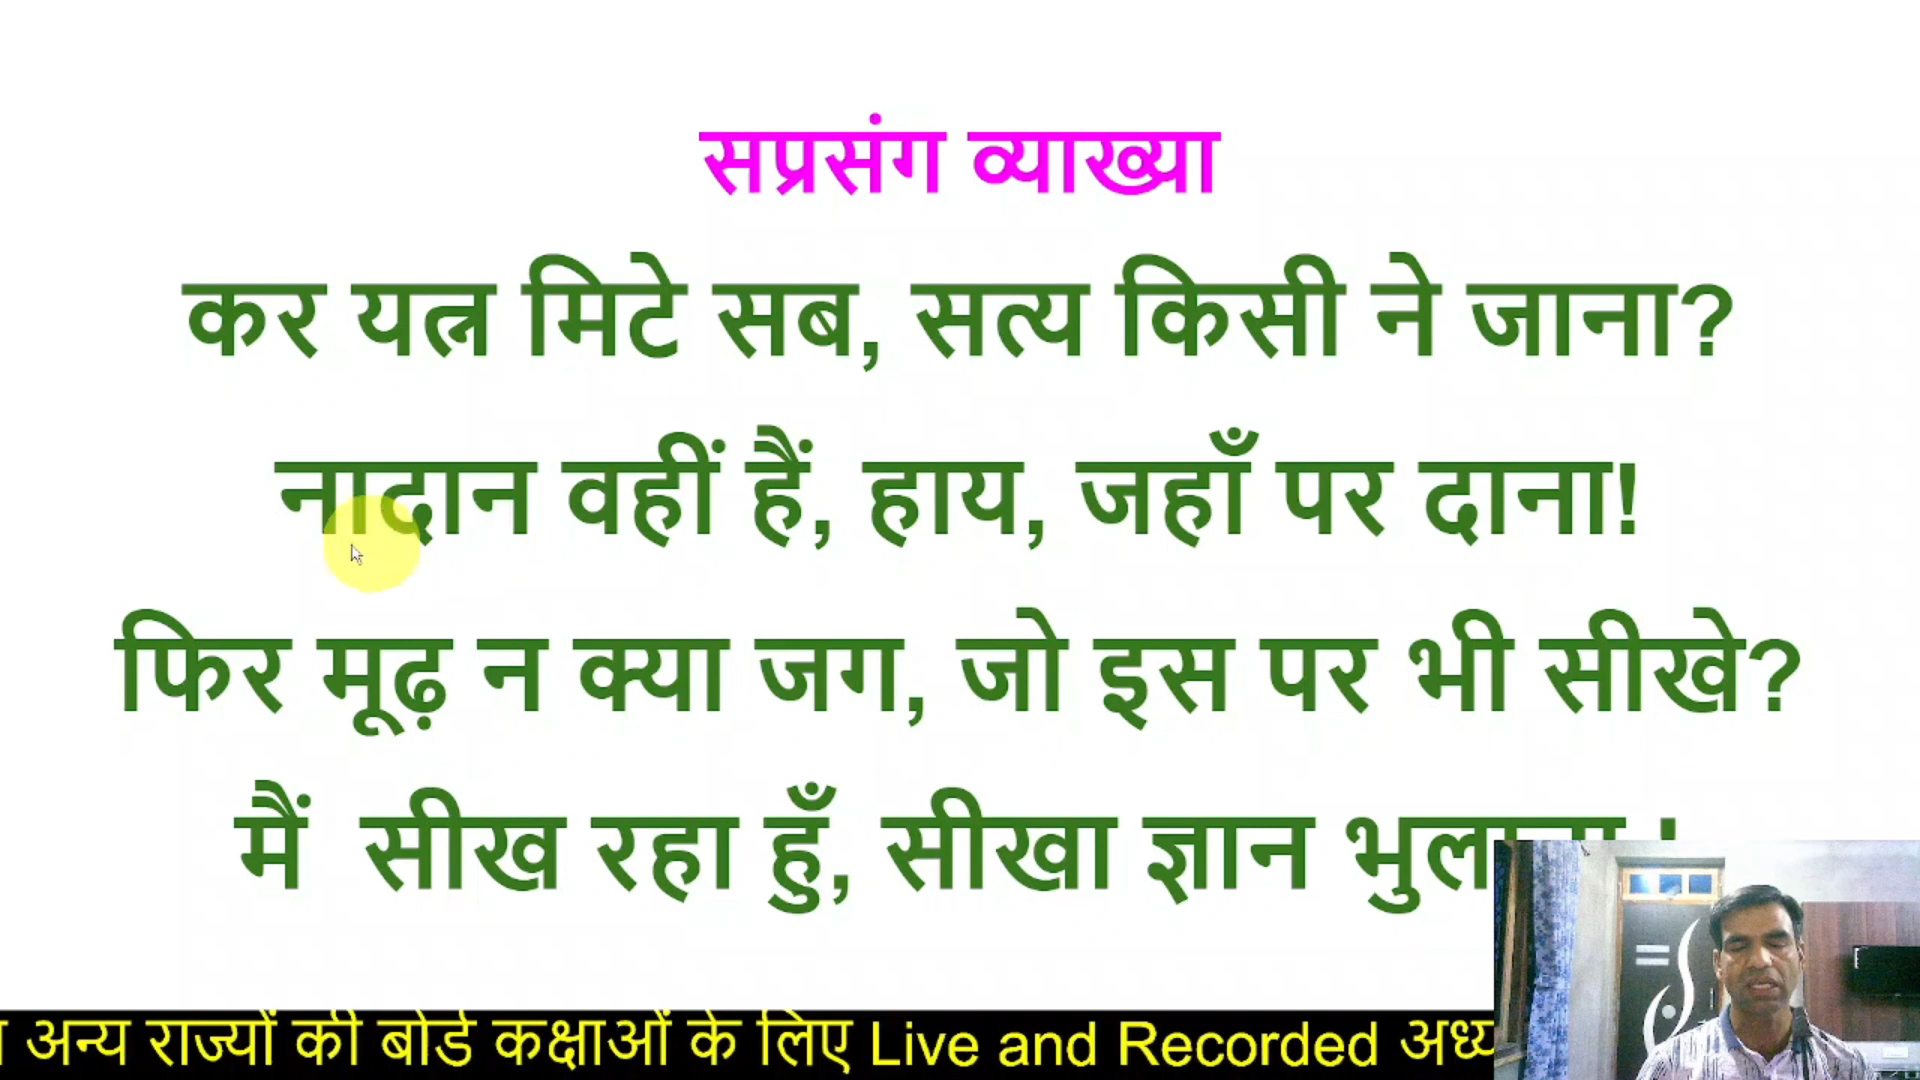 सप्रसंग व्याख्या
कर यत्न मिटे सब, सत्य किसी ने जाना?
नादान वहीं हैं, हाय, जहाँ पर दाना!
फिर मूढ़ न क्या जग, जो इस पर भी सीखे?
मैं सीख रहा हुँ, सीखा ज्ञान
अन्य राज्यों की बोर्ड कक्षाओं के लिए Live and Recorded